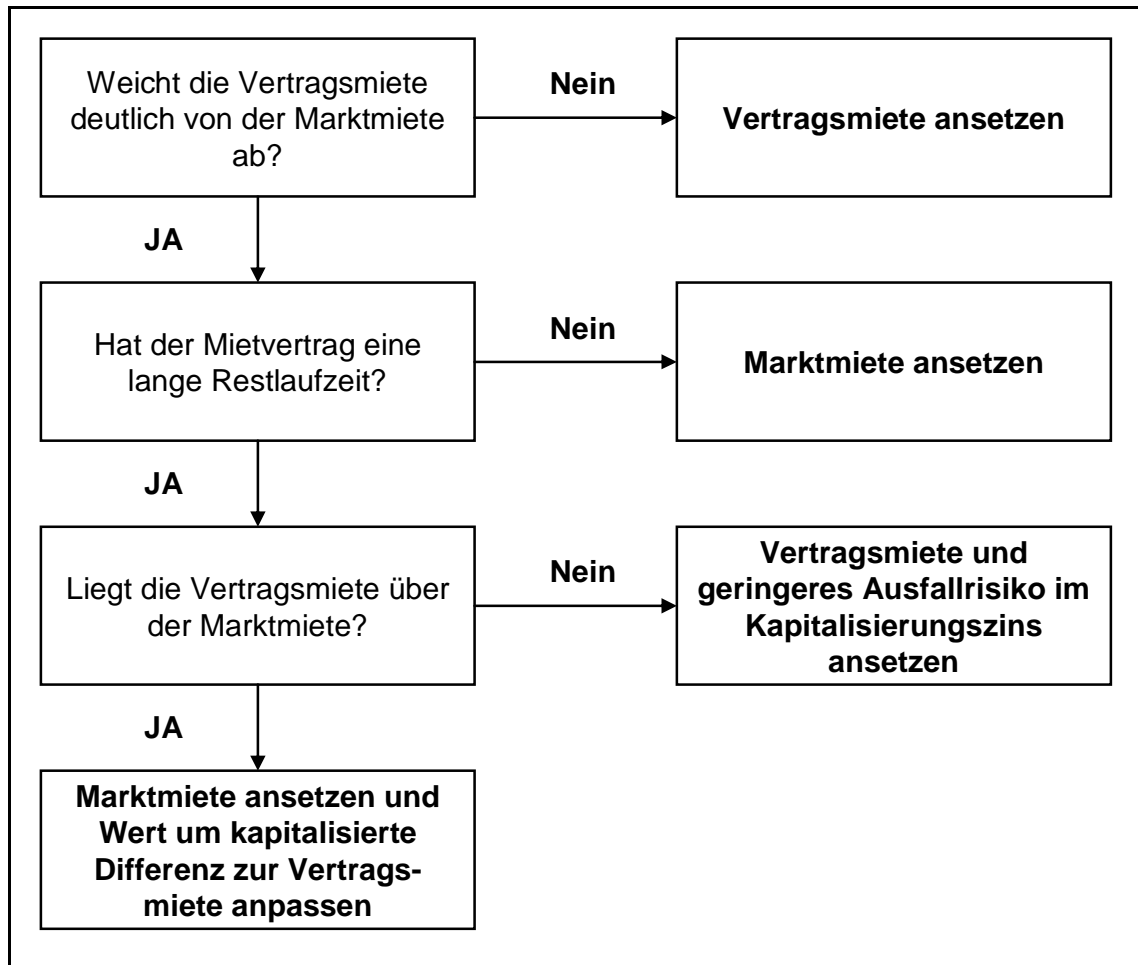 Weicht die Vertragsmiete
deutlich von der Marktmiete
ab?
Nein
Vertragsmiete ansetzen
JA
Hat der Mietvertrag eine
lange Restlaufzeit?
Nein
Marktmiete ansetzen
JA
Liegt die Vertragsmiete über
der Marktmiete?
Nein
Vertragsmiete und
geringeres Ausfallrisiko im
Kapitalisierungszins
ansetzen
JA
Marktmiete ansetzen und
Wert um kapitalisierte
Differenz zur Vertrags-
miete anpassen